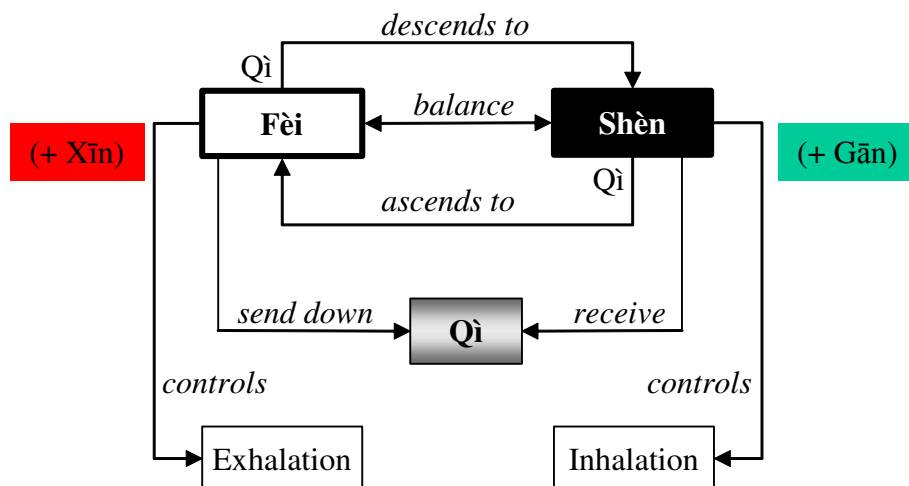 descends to
Qì
Fèi
balance
Shèn
(+ Xīn)
(+ Gān)
Qì
ascends to
send down
Qì
receive
controls
controls
Exhalation
Inhalation